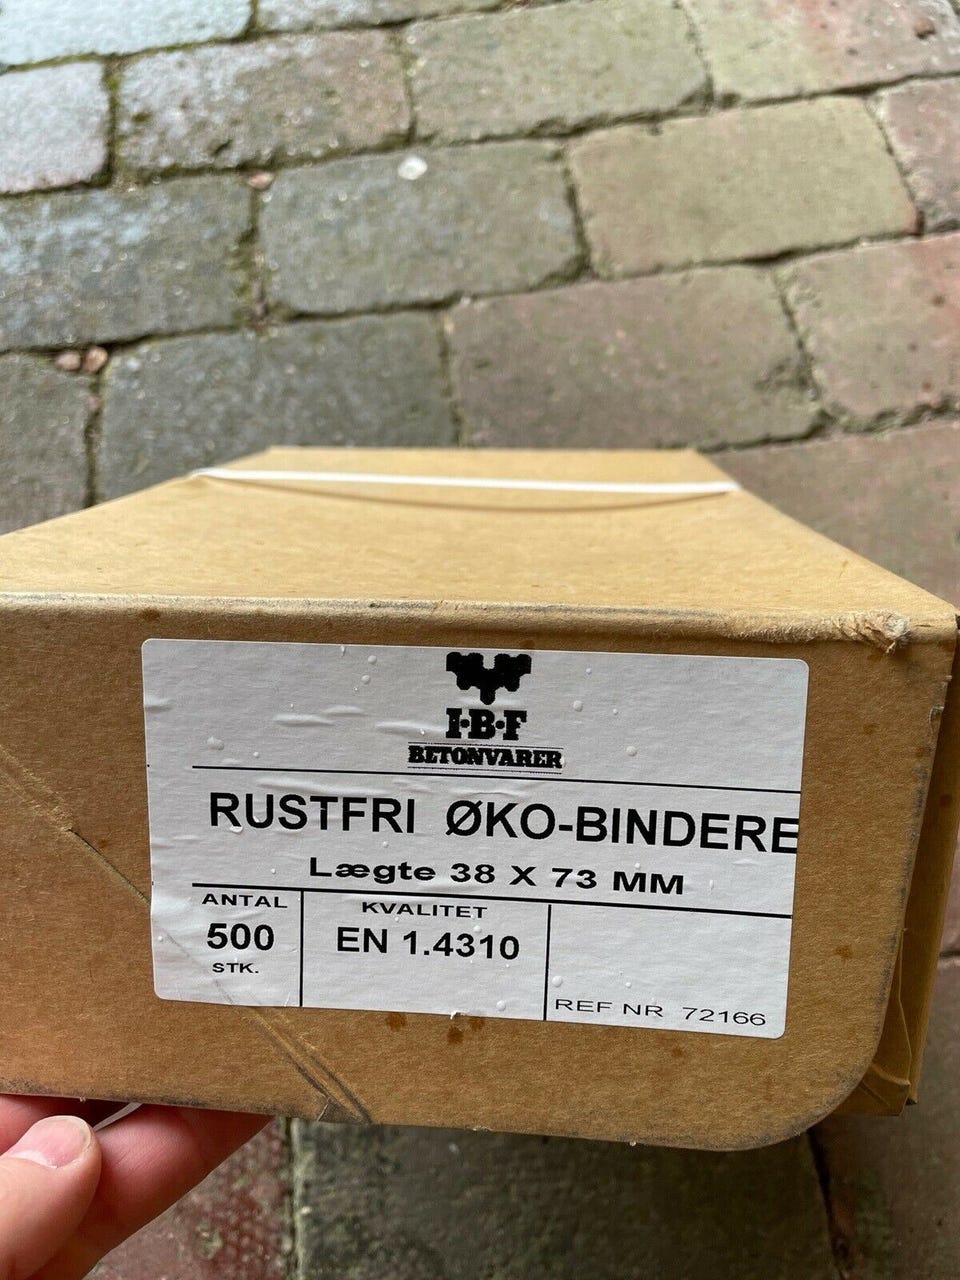 I·B·F
BETONVARER
RUSTFRI ØKO-BINDERE
Lægte 38 X 73 MM
ANTAL
500
STK.
KVALITET
EN 1.4310
REF NR 72166